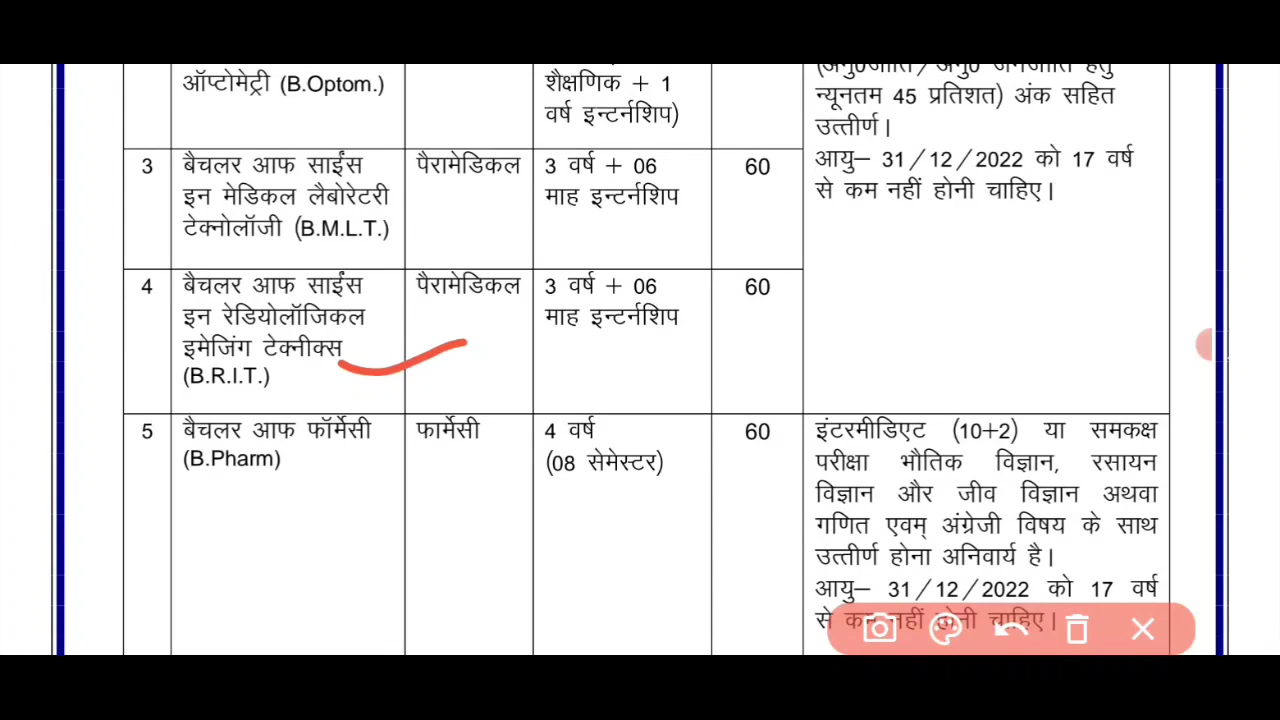 ऑप्टोमेट्री (B.Optom.)
शैक्षणिक + 1
वर्ष इन्टर्नशिप)
न्यूनतम 45 प्रतिशत) अंक सहित
उत्तीर्ण।
आयु– 31/12/2022 को 17 वर्ष
से कम नहीं होनी चाहिए।
3
बैचलर आफ साईंस
इन मेडिकल लैबोरेटरी
टेक्नोलॉजी (B.M.L.T.)
पैरामेडिकल
3 वर्ष + 06
माह इन्टर्नशिप
60
4
बैचलर आफ साईंस
इन रेडियोलॉजिकल
इमेजिंग टेक्नीक्स
(B.R.I.T.)
पैरामेडिकल
3 वर्ष + 06
माह इन्टर्नशिप
60
5
बैचलर आफ फॉर्मेसी
(B.Pharm)
फार्मेसी
4 वर्ष
(08 सेमेस्टर)
60
इंटरमीडिएट (10+2) या समकक्ष
परीक्षा भौतिक विज्ञान, रसायन
विज्ञान और जीव विज्ञान अथवा
गणित एवम् अंग्रेजी विषय के साथ
उत्तीर्ण होना अनिवार्य है।
आयु– 31/12/2022 को 17 वर्ष
से कम नहीं होनी चाहिए।